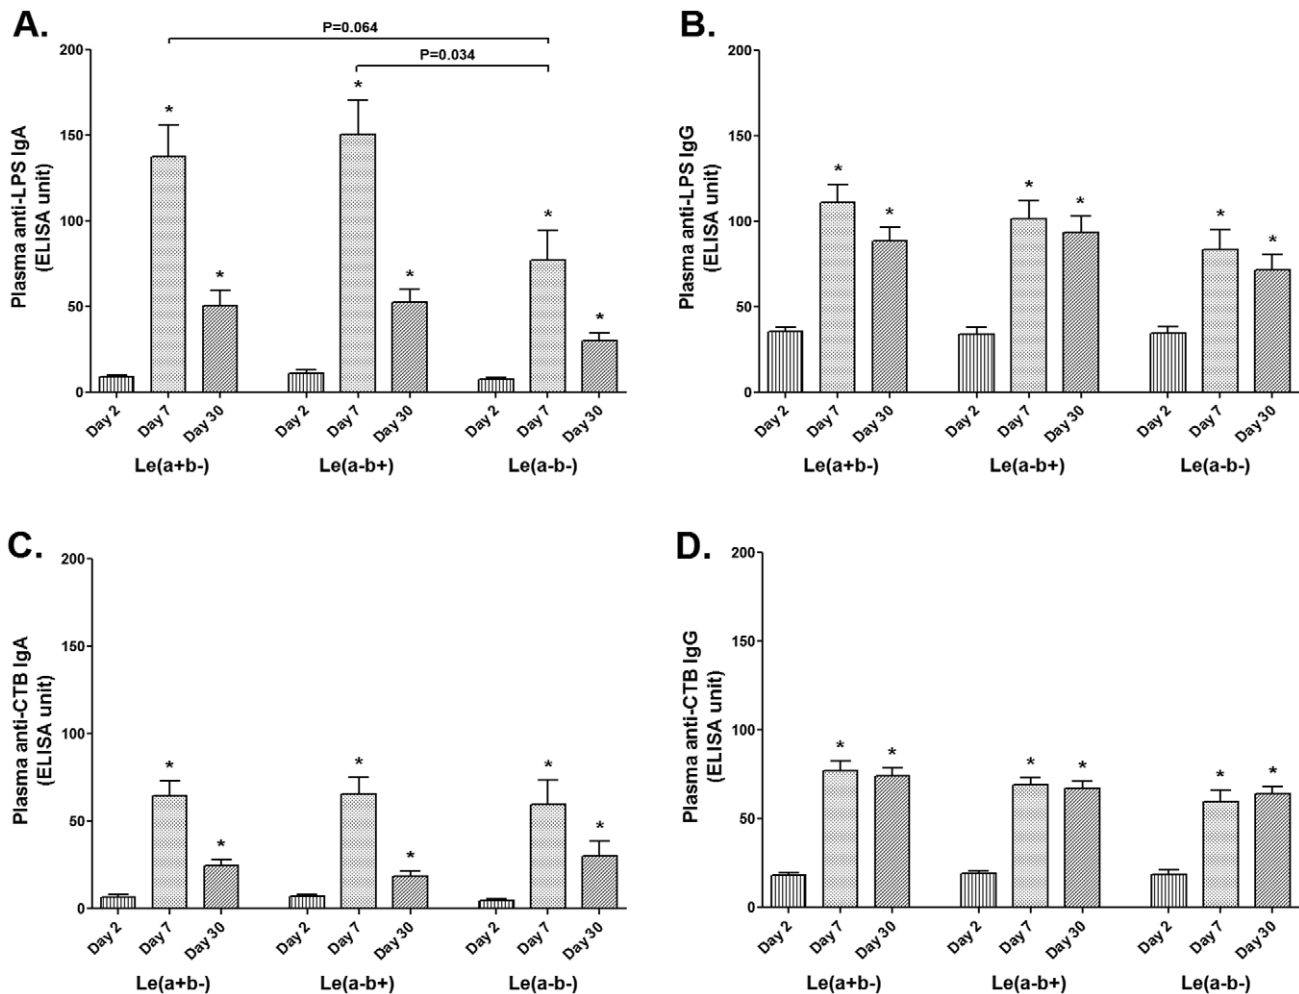 A.
P=0.064
P=0.034
Plasma anti-LPS IgA
(ELISA unit)
200
150
100
50
0
* * * * * *
Day 2 Day 7 Day 30 Day 2 Day 7 Day 30 Day 2 Day 7 Day 30
Le(a+b-) Le(a-b+) Le(a-b-)
B.
Plasma anti-LPS IgG
(ELISA unit)
200
150
100
50
0
* * * * * *
Day 2 Day 7 Day 30 Day 2 Day 7 Day 30 Day 2 Day 7 Day 30
Le(a+b-) Le(a-b+) Le(a-b-)
C.
Plasma anti-CTB IgA
(ELISA unit)
200
150
100
50
0
* * * * * *
Day 2 Day 7 Day 30 Day 2 Day 7 Day 30 Day 2 Day 7 Day 30
Le(a+b-) Le(a-b+) Le(a-b-)
D.
Plasma anti-CTB IgG
(ELISA unit)
200
150
100
50
0
* * * * * *
Day 2 Day 7 Day 30 Day 2 Day 7 Day 30 Day 2 Day 7 Day 30
Le(a+b-) Le(a-b+) Le(a-b-)